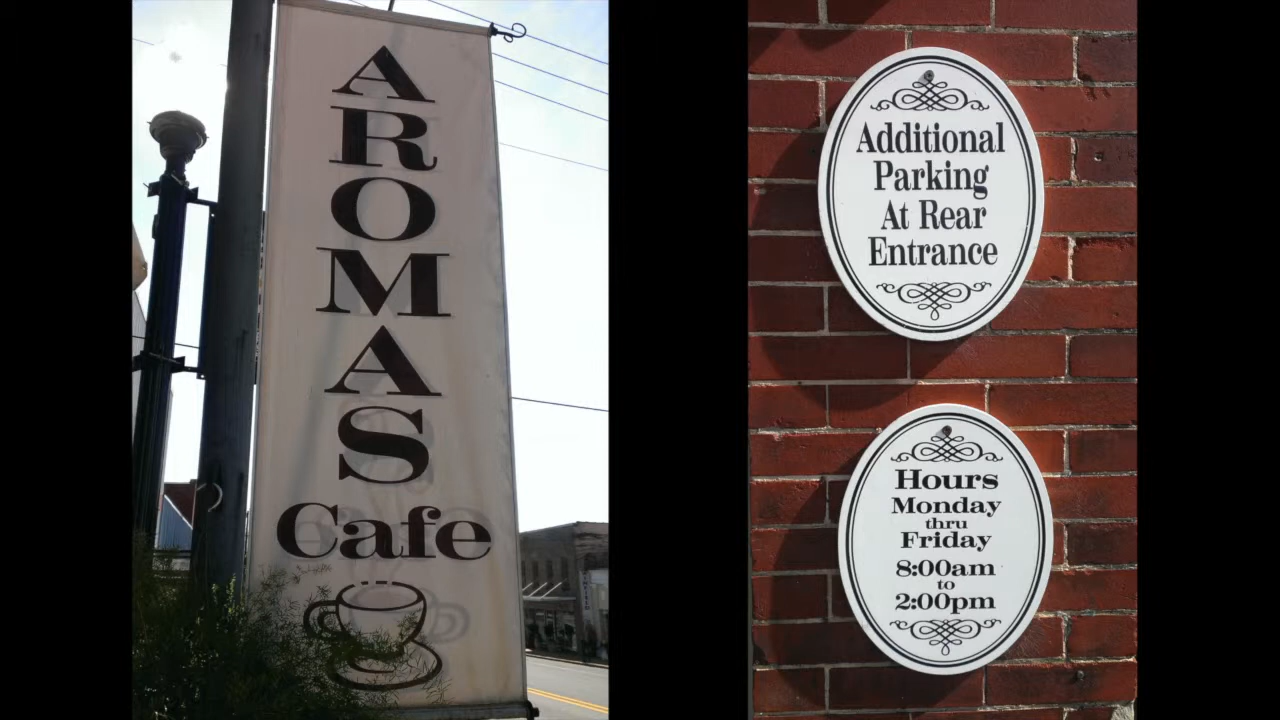 AROMAS
Cafe
Additional
Parking
At Rear
Entrance
Hours
Monday
thru
Friday
8:00am
to
2:00pm